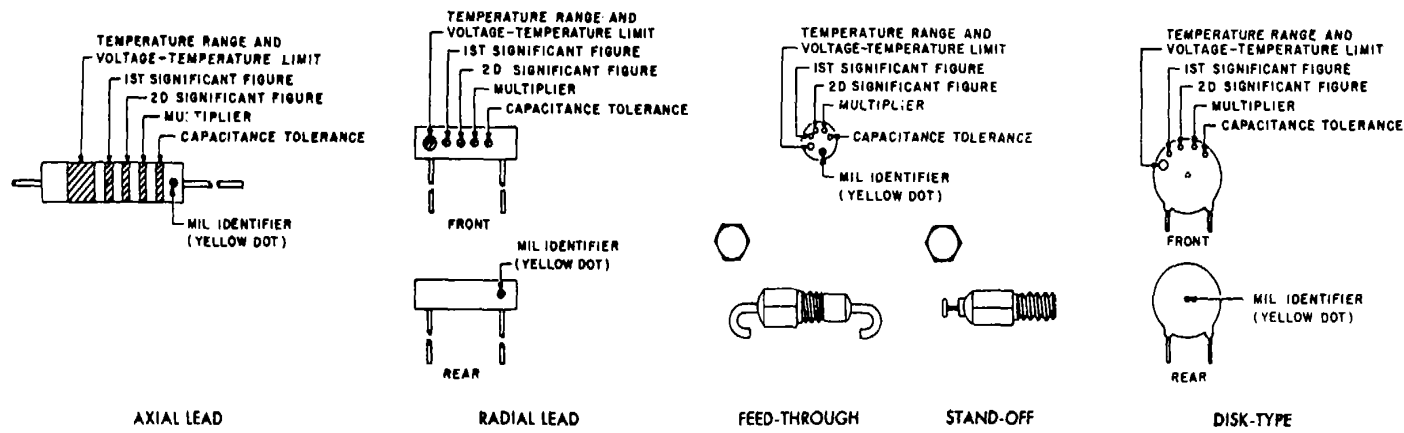 TEMPERATURE RANGE AND
VOLTAGE-TEMPERATURE LIMIT
1ST SIGNIFICANT FIGURE
2D SIGNIFICANT FIGURE
MULTIPLIER
CAPACITANCE TOLERANCE
MIL IDENTIFIER
(YELLOW DOT)
AXIAL LEAD
TEMPERATURE RANGE AND
VOLTAGE-TEMPERATURE LIMIT
1ST SIGNIFICANT FIGURE
2D SIGNIFICANT FIGURE
MULTIPLIER
CAPACITANCE TOLERANCE
FRONT
MIL IDENTIFIER
(YELLOW DOT)
REAR
RADIAL LEAD
TEMPERATURE RANGE AND
VOLTAGE-TEMPERATURE LIMIT
1ST SIGNIFICANT FIGURE
2D SIGNIFICANT FIGURE
MULTIPLIER
CAPACITANCE TOLERANCE
MIL IDENTIFIER
(YELLOW DOT)
FEED-THROUGH
STAND-OFF
TEMPERATURE RANGE AND
VOLTAGE-TEMPERATURE LIMIT
1ST SIGNIFICANT FIGURE
2D SIGNIFICANT FIGURE
MULTIPLIER
CAPACITANCE TOLERANCE
FRONT
MIL IDENTIFIER
(YELLOW DOT)
REAR
DISK-TYPE